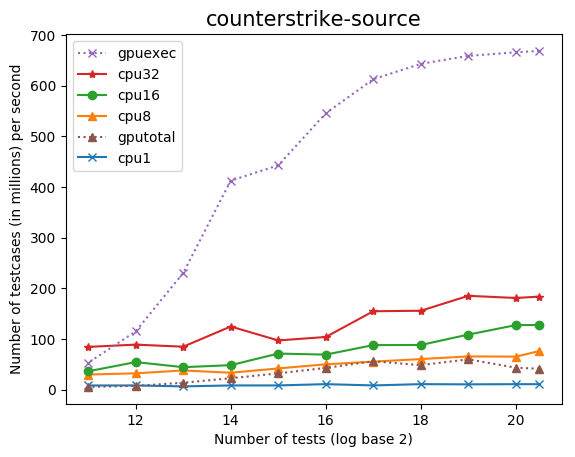 counterstrike-source
Number of testcases (in millions) per second
700
600
500
400
300
200
100
0
gpuexec
cpu32
cpu16
cpu8
gputotal
cpu1
12
14
16
18
20
Number of tests (log base 2)